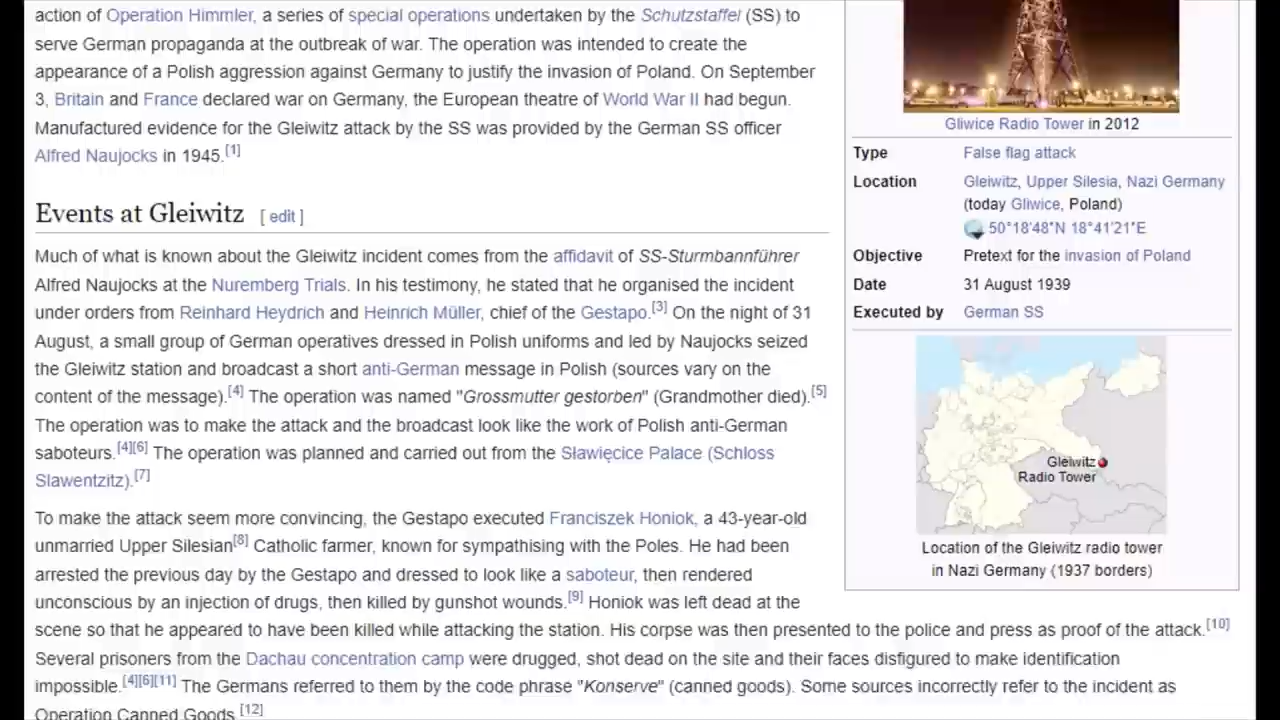 action of Operation Himmler, a series of special operations undertaken by the Schutzstaffel (SS) to
serve German propaganda at the outbreak of war. The operation was intended to create the
appearance of a Polish aggression against Germany to justify the invasion of Poland. On September
3, Britain and France declared war on Germany, the European theatre of World War II had begun.
Manufactured evidence for the Gleiwitz attack by the SS was provided by the German SS officer
Alfred Naujocks in 1945.[1]
Events at Gleiwitz [ edit ]
Much of what is known about the Gleiwitz incident comes from the affidavit of SS-Sturmbannführer
Alfred Naujocks at the Nuremberg Trials. In his testimony, he stated that he organised the incident
under orders from Reinhard Heydrich and Heinrich Müller, chief of the Gestapo.[3] On the night of 31
August, a small group of German operatives dressed in Polish uniforms and led by Naujocks seized
the Gleiwitz station and broadcast a short anti-German message in Polish (sources vary on the
content of the message).[4] The operation was named "Grossmutter gestorben" (Grandmother died).[5]
The operation was to make the attack and the broadcast look like the work of Polish anti-German
saboteurs.[4][6] The operation was planned and carried out from the Sławięcice Palace (Schloss
Slawentzitz).[7]
To make the attack seem more convincing, the Gestapo executed Franciszek Honiok, a 43-year-old
unmarried Upper Silesian[8] Catholic farmer, known for sympathising with the Poles. He had been
arrested the previous day by the Gestapo and dressed to look like a saboteur, then rendered
unconscious by an injection of drugs, then killed by gunshot wounds.[9] Honiok was left dead at the
scene so that he appeared to have been killed while attacking the station. His corpse was then presented to the police and press as proof of the attack.[10]
Several prisoners from the Dachau concentration camp were drugged, shot dead on the site and their faces disfigured to make identification
impossible.[4][6][11] The Germans referred to them by the code phrase "Konserve" (canned goods). Some sources incorrectly refer to the incident as
Operation Canned Goods.[12]
Gliwice Radio Tower in 2012
Type False flag attack
Location Gleiwitz, Upper Silesia, Nazi Germany
(today Gliwice, Poland)
50°18'48"N 18°41'21"E
Objective Pretext for the invasion of Poland
Date 31 August 1939
Executed by German SS
Gleiwitz
Radio Tower
Location of the Gleiwitz radio tower
in Nazi Germany (1937 borders)